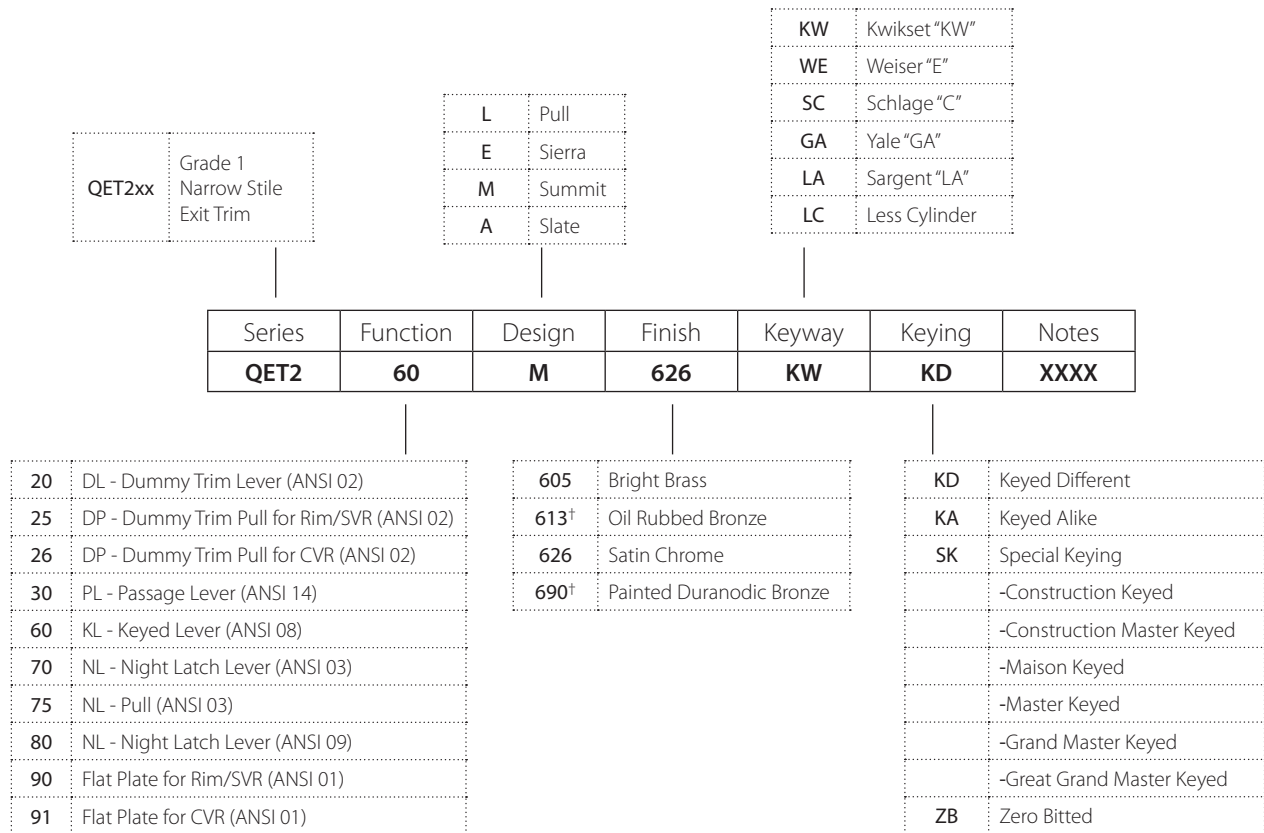 KW Kwikset “KW”
WE Weiser “E”
SC Schlage “C”
GA Yale “GA”
LA Sargent “LA”
LC Less Cylinder
L Pull
E Sierra
M Summit
A Slate
QET2xx
Grade 1
Narrow Stile
Exit Trim
Series Function Design Finish Keyway Keying Notes
QET2 60 M 626 KW KD XXXX
20 DL - Dummy Trim Lever (ANSI 02)
25 DP - Dummy Trim Pull for Rim/SVR (ANSI 02)
26 DP - Dummy Trim Pull for CVR (ANSI 02)
30 PL - Passage Lever (ANSI 14)
60 KL - Keyed Lever (ANSI 08)
70 NL - Night Latch Lever (ANSI 03)
75 NL - Pull (ANSI 03)
80 NL - Night Latch Lever (ANSI 09)
90 Flat Plate for Rim/SVR (ANSI 01)
91 Flat Plate for CVR (ANSI 01)
605 Bright Brass
613† Oil Rubbed Bronze
626 Satin Chrome
690† Painted Duranodic Bronze
KD Keyed Different
KA Keyed Alike
SK Special Keying
-Construction Keyed
-Construction Master Keyed
-Maison Keyed
-Master Keyed
-Grand Master Keyed
-Great Grand Master Keyed
ZB Zero Bitted